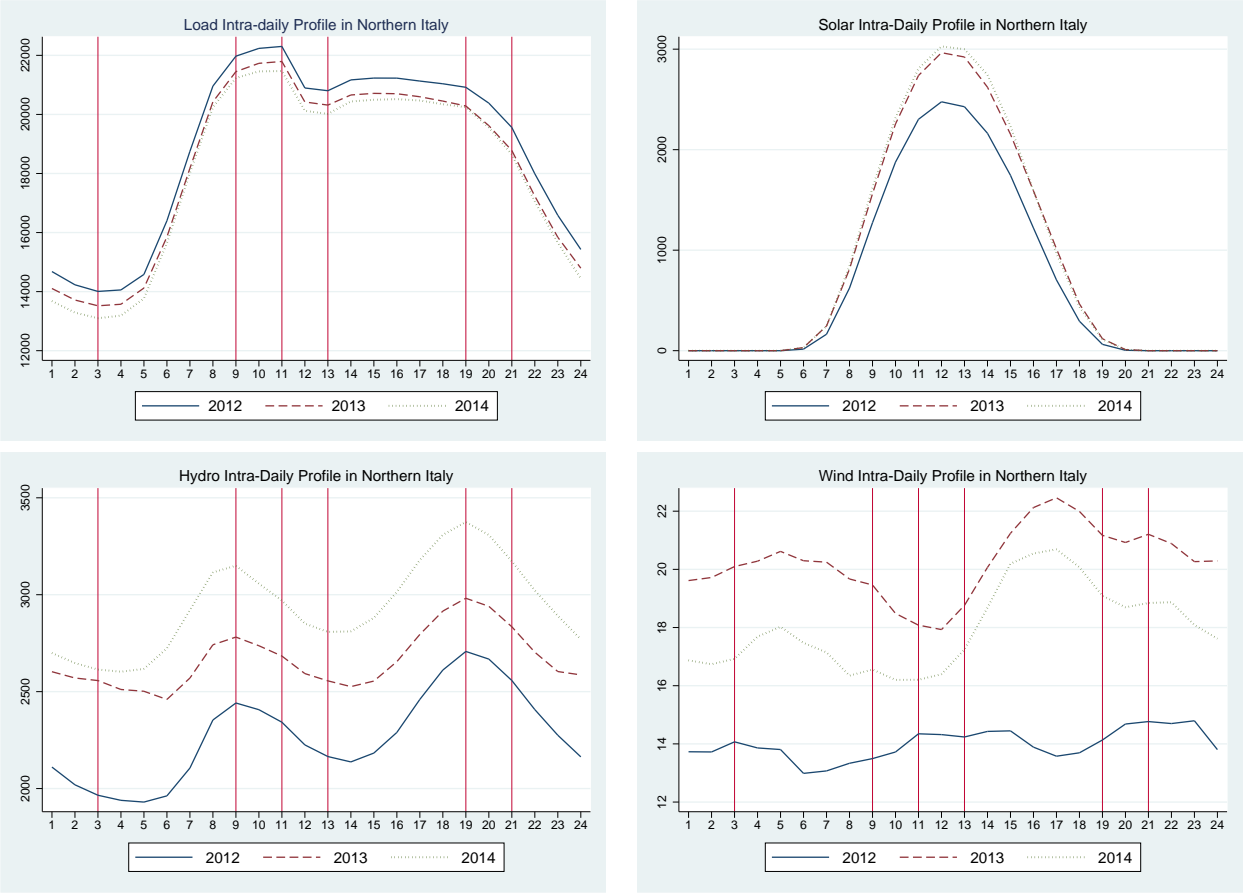 Load Intra-daily Profile in Northern Italy
22000
20000
18000
16000
14000
12000
1 2 3 4 5 6 7 8 9 10 11 12 13 14 15 16 17 18 19 20 21 22 23 24
2012 2013 2014
Solar Intra-Daily Profile in Northern Italy
3000
2000
1000
0
1 2 3 4 5 6 7 8 9 10 11 12 13 14 15 16 17 18 19 20 21 22 23 24
2012 2013 2014
Hydro Intra-Daily Profile in Northern Italy
3500
3000
2500
2000
1 2 3 4 5 6 7 8 9 10 11 12 13 14 15 16 17 18 19 20 21 22 23 24
2012 2013 2014
Wind Intra-Daily Profile in Northern Italy
22
20
18
16
14
12
1 2 3 4 5 6 7 8 9 10 11 12 13 14 15 16 17 18 19 20 21 22 23 24
2012 2013 2014